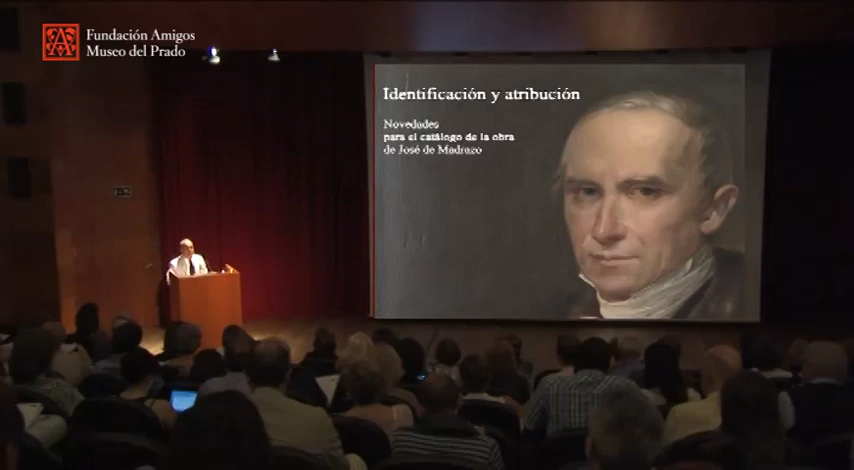 Fundación Amigos
Museo del Prado
Identificación y atribución
Novedades
para el catálogo de la obra
de José de Madrazo